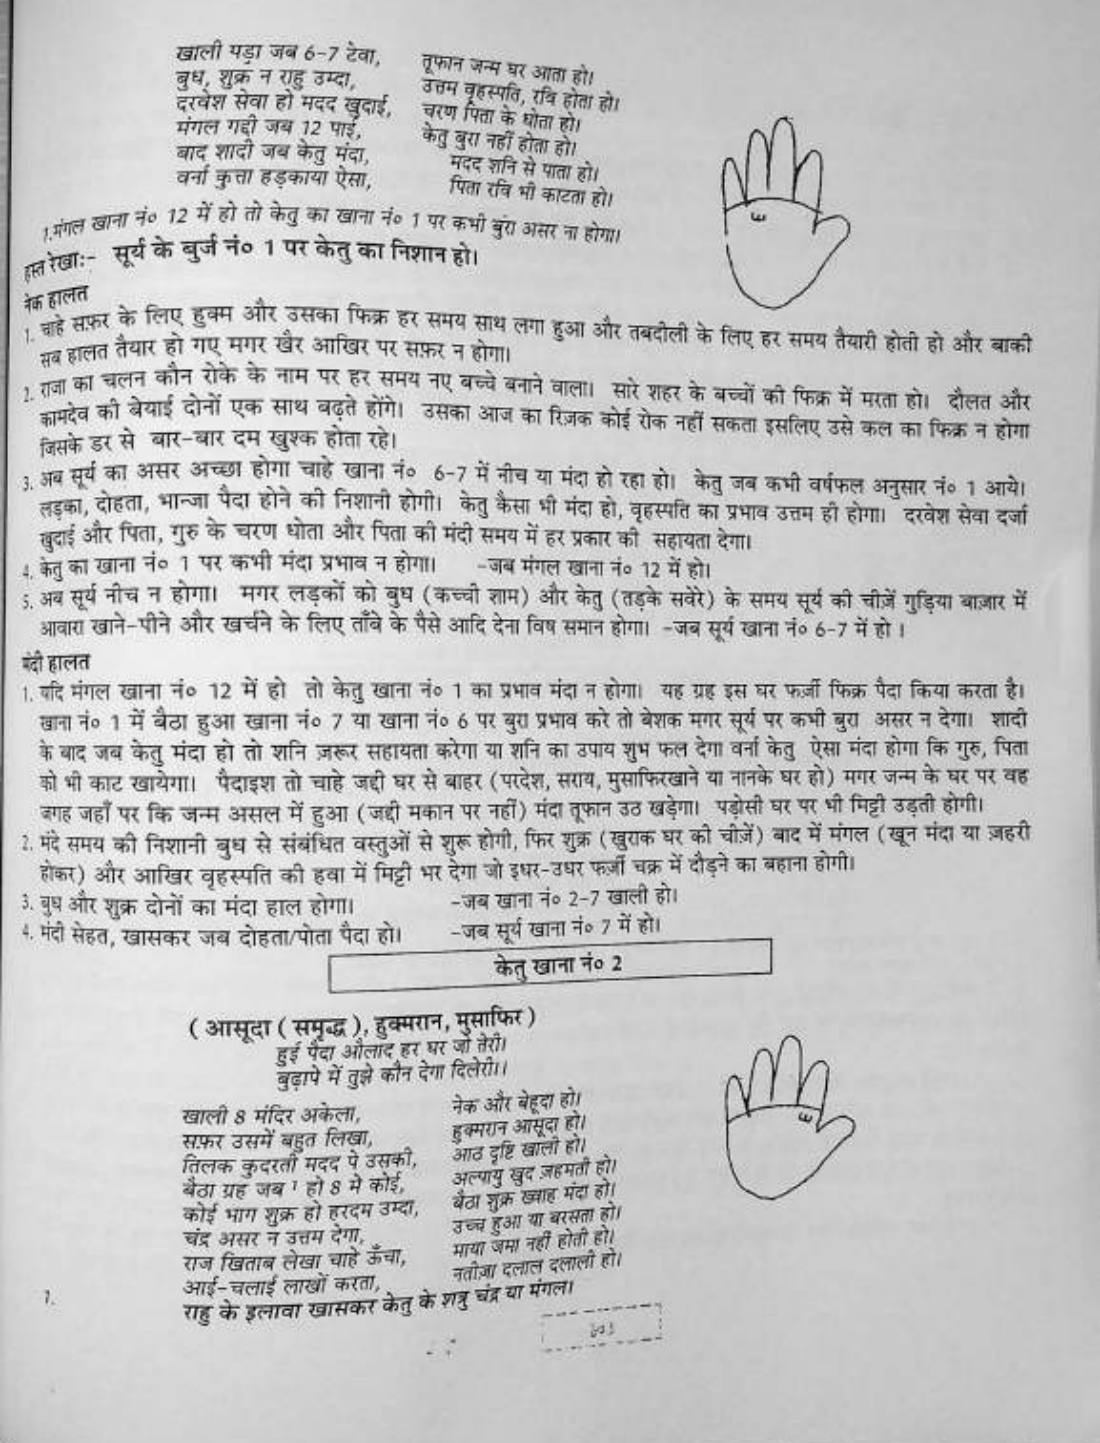 खाली पड़ा जब 6-7 टेवा, तूफान जन्म घर आता हो।
बुध, शुक्र न राहु उम्दा, उत्तम वृहस्पति, रवि होता हो।
दरवेश सेवा हो मदद खुदाई, चरण पिता के धोता हो।
मंगल गद्दी जब 12 पाई, केतु बुरा नहीं होता हो।
बाद शादी जब केतु मंदा, मदद शनि से पाता हो।
वर्ना कुत्ता हड़काया ऐसा, पिता रवि भी काटता हो।
1.मंगल खाना नं० 12 में हो तो केतु का खाना नं० 1 पर कभी बुरा असर ना होगा।
हस्त रेखा:- सूर्य के बुर्ज नं० 1 पर केतु का निशान हो।
नेक हालत
1. चाहे सफ़र के लिए हुक्म और उसका फिक्र हर समय साथ लगा हुआ और तबदीली के लिए हर समय तैयारी होती हो और बाकी
सब हालत तैयार हो गए मगर खैर आखिर पर सफ़र न होगा।
2. राजा का चलन कौन रोके के नाम पर हर समय नए बच्चे बनाने वाला। सारे शहर के बच्चों की फिक्र में मरता हो। दौलत और
कामदेव की बेयाई दोनों एक साथ बढ़ते होंगे। उसका आज का रिज़क कोई रोक नहीं सकता इसलिए उसे कल का फिक्र न होगा
जिसके डर से बार-बार दम खुश्क होता रहे।
3. अब सूर्य का असर अच्छा होगा चाहे खाना नं० 6-7 में नीच या मंदा हो रहा हो। केतु जब कभी वर्षफल अनुसार नं० 1 आये।
लड़का, दोहता, भान्जा पैदा होने की निशानी होगी। केतु कैसा भी मंदा हो, वृहस्पति का प्रभाव उत्तम ही होगा। दरवेश सेवा दर्जा
खुदाई और पिता, गुरु के चरण धोता और पिता की मंदी समय में हर प्रकार की सहायता देगा।
4. केतु का खाना नं० 1 पर कभी मंदा प्रभाव न होगा। -जब मंगल खाना नं० 12 में हो।
5. अब सूर्य नीच न होगा। मगर लड़कों को बुध (कच्ची शाम) और केतु (तड़के सवेरे) के समय सूर्य की चीज़ें गुड़िया बाज़ार में
आवारा खाने-पीने और खर्चने के लिए ताँबे के पैसे आदि देना विष समान होगा। -जब सूर्य खाना नं० 6-7 में हो ।
मंदी हालत
1. यदि मंगल खाना नं० 12 में हो तो केतु खाना नं० 1 का प्रभाव मंदा न होगा। यह ग्रह इस घर फर्ज़ी फिक्र पैदा किया करता है।
खाना नं० 1 में बैठा हुआ खाना नं० 7 या खाना नं० 6 पर बुरा प्रभाव करे तो बेशक मगर सूर्य पर कभी बुरा असर न देगा। शादी
के बाद जब केतु मंदा हो तो शनि ज़रूर सहायता करेगा या शनि का उपाय शुभ फल देगा वर्ना केतु ऐसा मंदा होगा कि गुरु, पिता
को भी काट खायेगा। पैदाइश तो चाहे जद्दी घर से बाहर (परदेश, सराय, मुसाफिरखाने या नानके घर हो) मगर जन्म के घर पर वह
जगह जहाँ पर कि जन्म असल में हुआ (जद्दी मकान पर नहीं) मंदा तूफान उठ खड़ेगा। पड़ोसी घर पर भी मिट्टी उड़ती होगी।
2. मंदे समय की निशानी बुध से संबंधित वस्तुओं से शुरू होगी, फिर शुक्र (खुराक घर की चीज़ें) बाद में मंगल (खून मंदा या ज़हरी
होकर) और आखिर वृहस्पति की हवा में मिट्टी भर देगा जो इधर-उधर फर्ज़ी चक्र में दौड़ने का बहाना होगी।
3. बुध और शुक्र दोनों का मंदा हाल होगा। -जब खाना नं० 2-7 खाली हो।
4. मंदी सेहत, खासकर जब दोहता/पोता पैदा हो। -जब सूर्य खाना नं० 7 में हो।
केतु खाना नं० 2
(आसूदा (समृद्ध), हुक्मरान, मुसाफिर)
हुई पैदा औलाद हर घर जो तेरी।
बुढ़ापे में तुझे कौन देगा दिलेरी।।
खाली 8 मंदिर अकेला, नेक और बेहूदा हो।
सफ़र उसमें बहुत लिखा, हुक्मरान आसूदा हो।
तिलक कुदरती मदद पे उसकी, आठ दृष्टि खाली हो।
बैठा ग्रह जब ¹ हो 8 मे कोई, अल्पायु खुद ज़हमती हो।
कोई भाग शुक्र हो हरदम उम्दा, बैठा शुक्र ख्वाह मंदा हो।
चंद्र असर न उत्तम देगा, उच्च हुआ या बरसता हो।
राज खिताब लेखा चाहे ऊँचा, माया जमा नहीं होती हो।
आई-चलाई लाखों करता, नतीज़ा दलाल दलाली हो।
1. राहु के इलावा खासकर केतु के शत्रु चंद्र या मंगल।